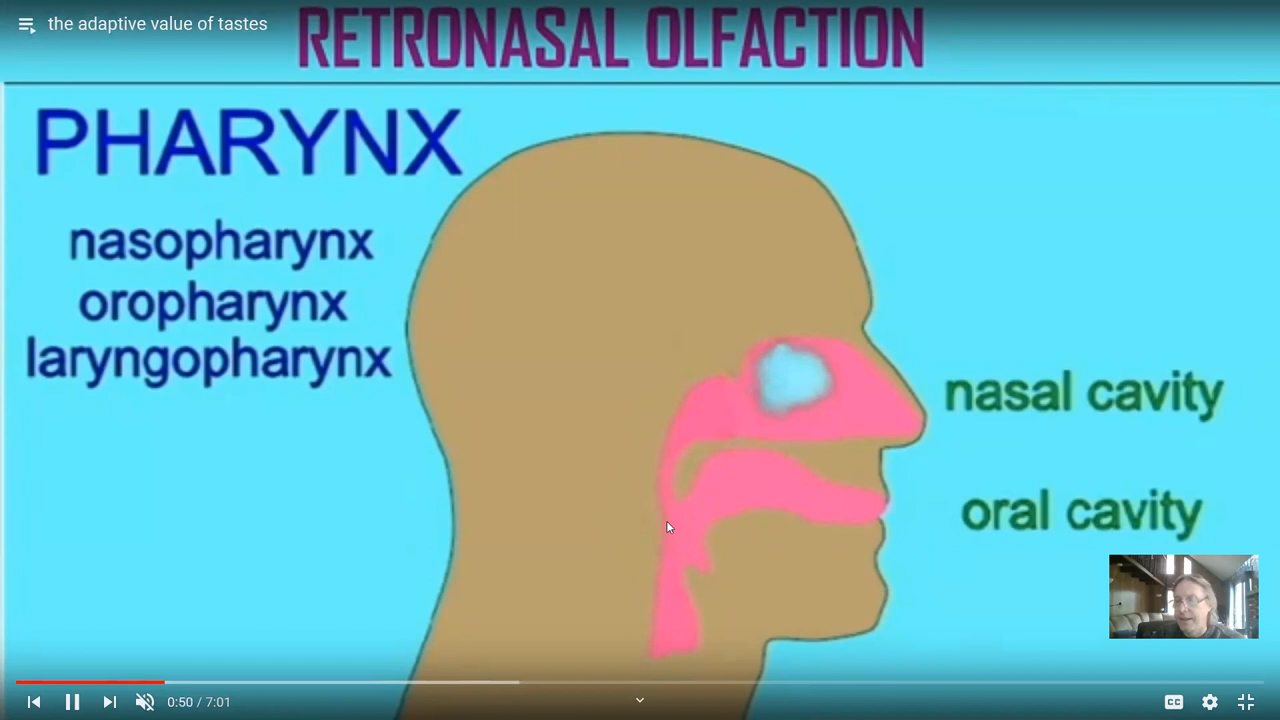 the adaptive value of tastes
RETRONASAL OLFACTION
PHARYNX
nasopharynx
oropharynx
laryngopharynx
nasal cavity
oral cavity
0:50 / 7:01
CC